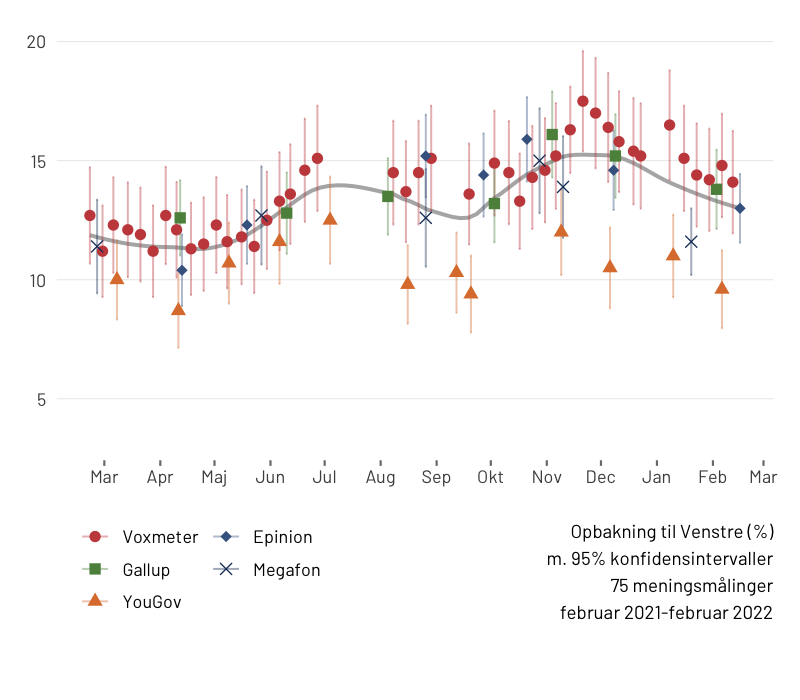 20
15
10
5
Mar Apr Maj Jun Jul Aug Sep Okt Nov Dec Jan Feb Mar
Voxmeter Epinion
Gallup Megafon
YouGov
Opbakning til Venstre (%)
m. 95% konfidensintervaller
75 meningsmålinger
februar 2021-februar 2022